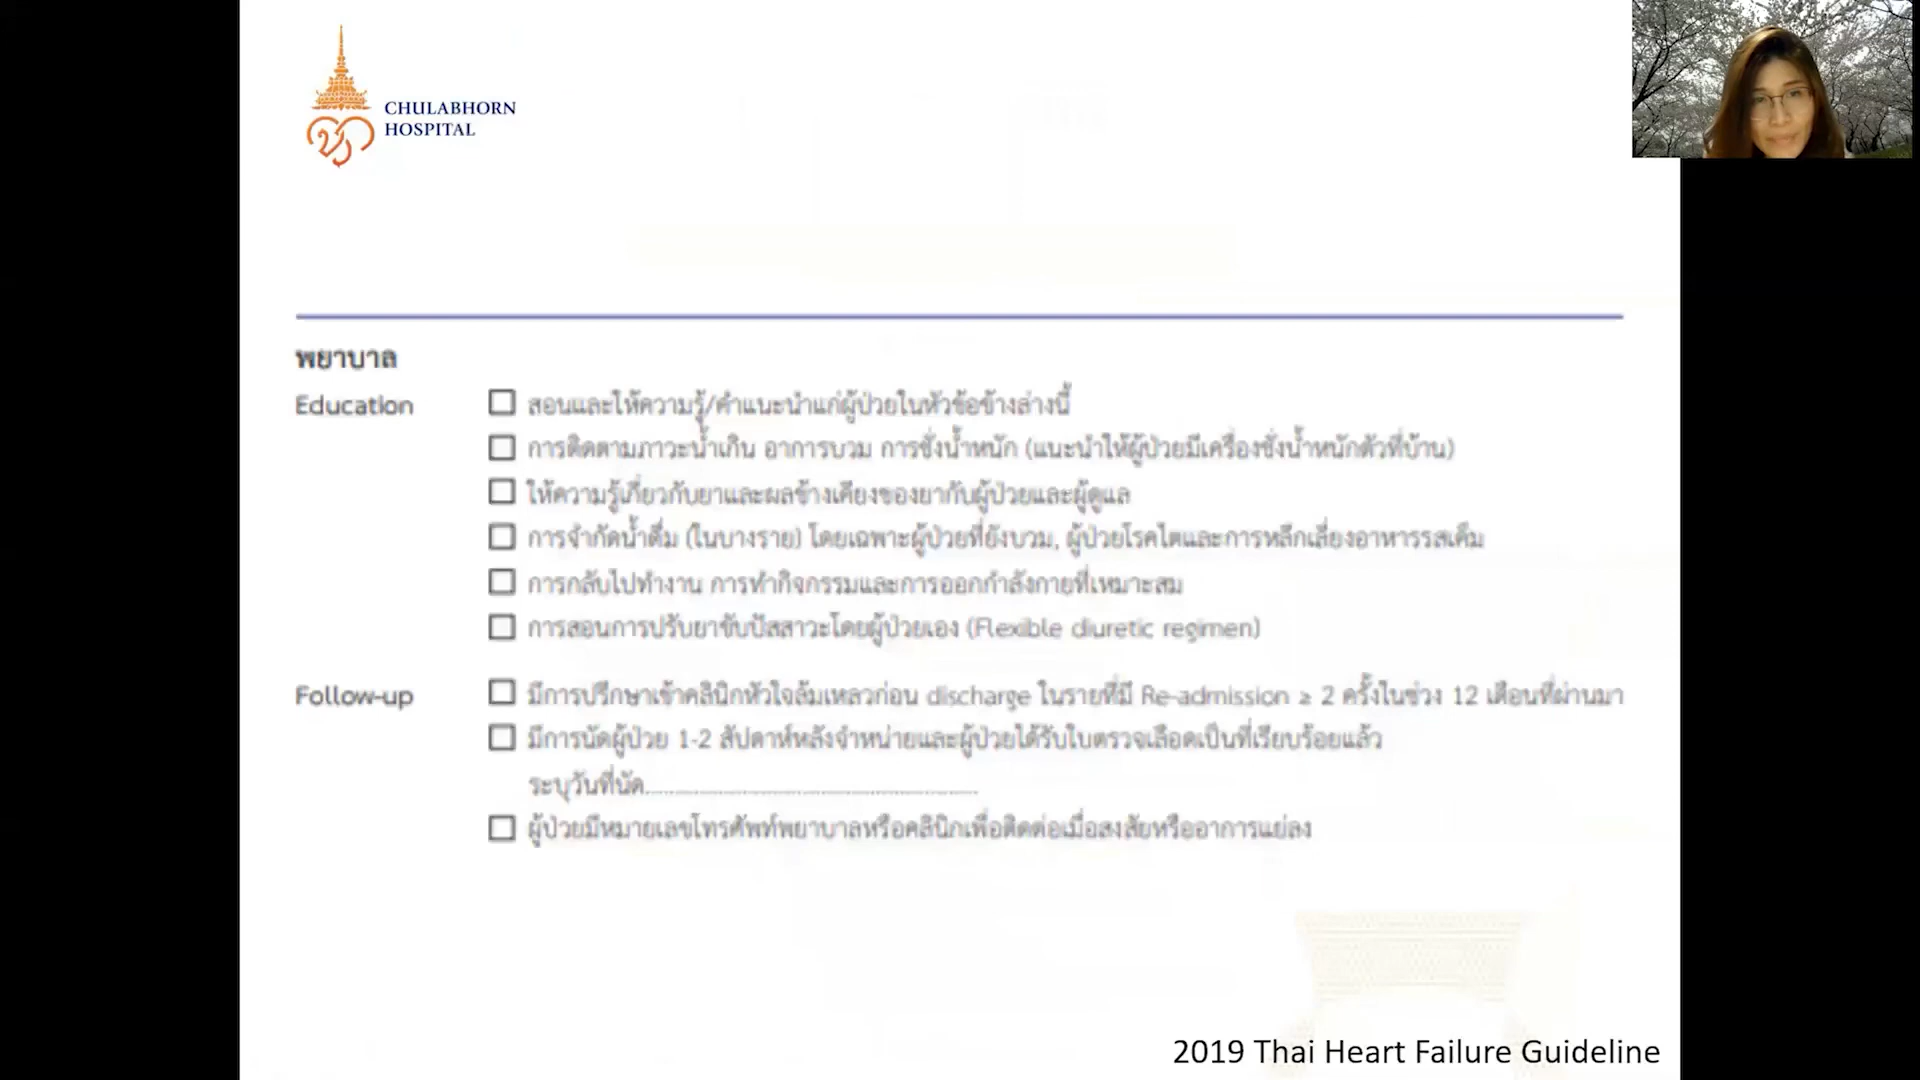 CHULABHORN
HOSPITAL
พยาบาล
Education
☐ สอนและให้ความรู้/คำแนะนำแก่ผู้ป่วยในหัวข้อข้างล่างนี้
☐ การติดตามภาวะน้ำเกิน อาการบวม การชั่งน้ำหนัก (แนะนำให้ผู้ป่วยมีเครื่องชั่งน้ำหนักตัวที่บ้าน)
☐ ให้ความรู้เกี่ยวกับยาและผลข้างเคียงของยากับผู้ป่วยและผู้ดูแล
☐ การจำกัดน้ำดื่ม (ในบางราย) โดยเฉพาะผู้ป่วยที่ยังบวม, ผู้ป่วยโรคไตและการหลีกเลี่ยงอาหารรสเค็ม
☐ การกลับไปทำงาน การทำกิจกรรมและการออกกำลังกายที่เหมาะสม
☐ การสอนการปรับยาขับปัสสาวะโดยผู้ป่วยเอง (Flexible diuretic regimen)
Follow-up
☐ มีการปรึกษาเข้าคลินิกหัวใจล้มเหลวก่อน discharge ในรายที่มี Re-admission ≥ 2 ครั้งในช่วง 12 เดือนที่ผ่านมา
☐ มีการนัดผู้ป่วย 1-2 สัปดาห์หลังจำหน่ายและผู้ป่วยได้รับใบตรวจเลือดเป็นที่เรียบร้อยแล้ว
ระบุวันที่นัด..............................................................
☐ ผู้ป่วยมีหมายเลขโทรศัพท์พยาบาลหรือคลินิกเพื่อติดต่อเมื่อสงสัยหรืออาการแย่ลง
2019 Thai Heart Failure Guideline